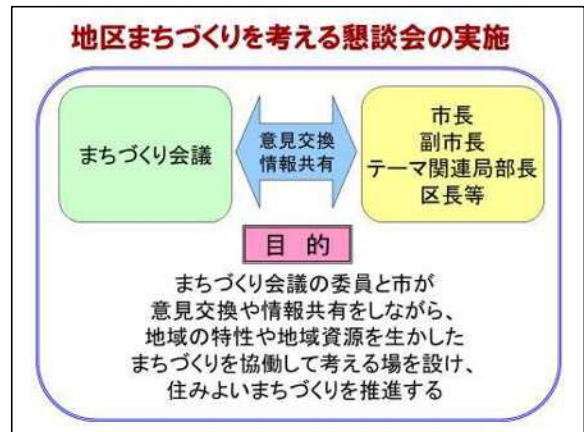 地区まちづくりを考える懇談会の実施
まちづくり会議
意見交換
情報共有
市長
副市長
テーマ関連局部長
区長等
目 的
まちづくり会議の委員と市が
意見交換や情報共有をしながら、
地域の特性や地域資源を生かした
まちづくりを協働して考える場を設け、
住みよいまちづくりを推進する